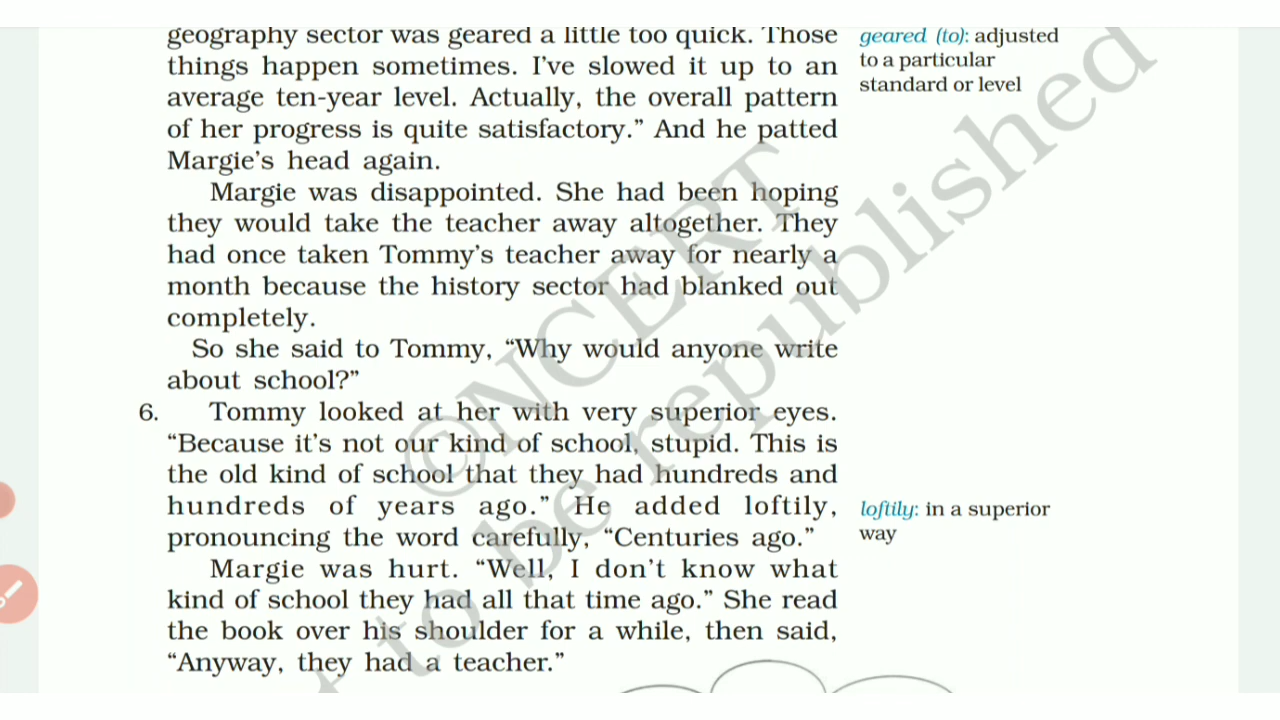 geography sector was geared a little too quick. Those
things happen sometimes. I've slowed it up to an
average ten-year level. Actually, the overall pattern
of her progress is quite satisfactory.” And he patted
Margie's head again.
Margie was disappointed. She had been hoping
they would take the teacher away altogether. They
had once taken Tommy's teacher away for nearly a
month because the history sector had blanked out
completely.
So she said to Tommy, “Why would anyone write
about school?”
6. Tommy looked at her with very superior eyes.
“Because it's not our kind of school, stupid. This is
the old kind of school that they had hundreds and
hundreds of years ago.” He added loftily,
pronouncing the word carefully, “Centuries ago.”
Margie was hurt. “Well, I don't know what
kind of school they had all that time ago.” She read
the book over his shoulder for a while, then said,
“Anyway, they had a teacher.”
geared (to): adjusted
to a particular
standard or level
loftily: in a superior
way
©NCERT
to be republished